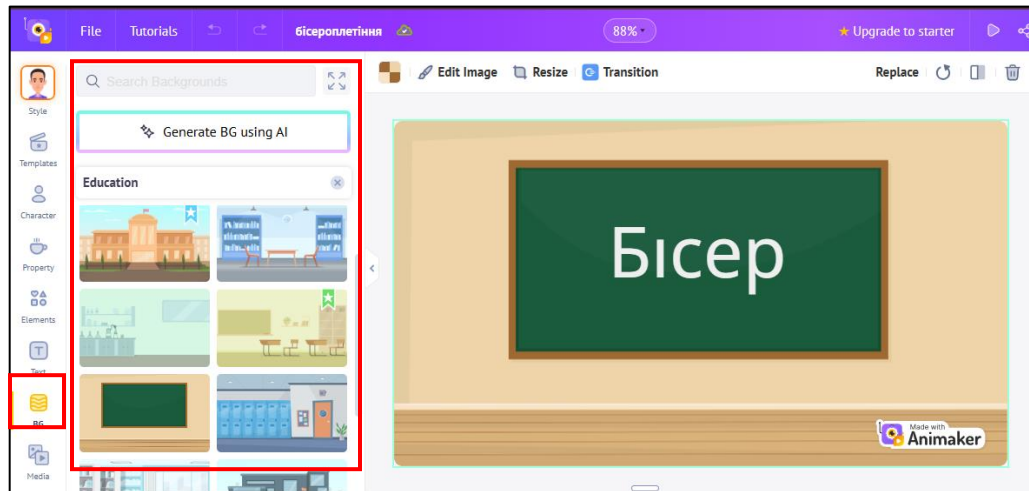 File Tutorials бісероплетіння 88% Upgrade to starter
Style
Templates
Character
Property
Elements
Text
BG
Media
Search Backgrounds
Generate BG using AI
Education
Edit Image Resize Transition Replace
Бісер
Made with
Animaker